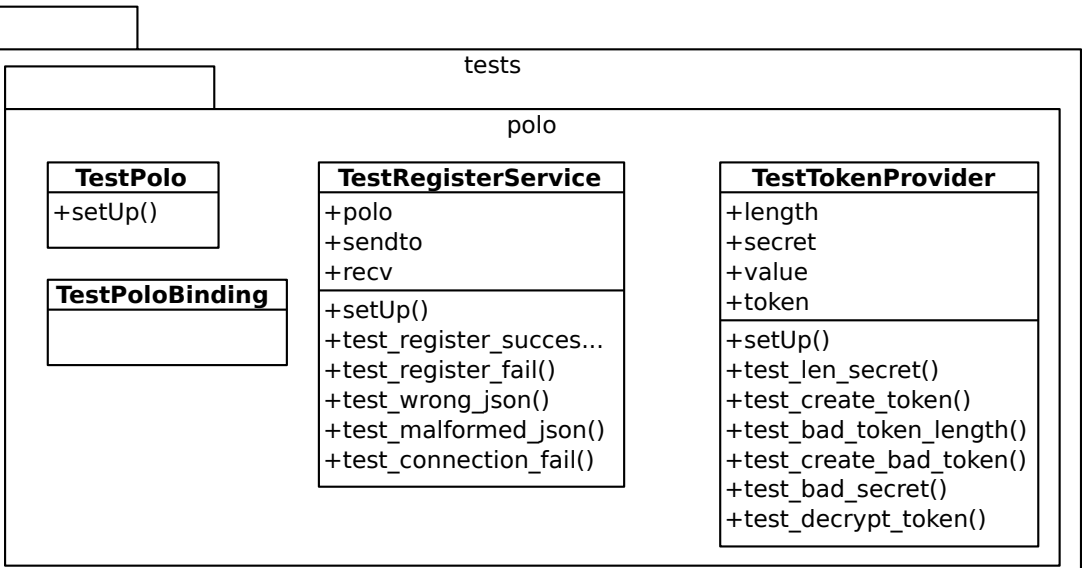 tests
polo
TestPolo
+setUp()
TestPoloBinding
TestRegisterService
+polo
+sendto
+recv
+setUp()
+test_register_succes...
+test_register_fail()
+test_wrong_json()
+test_malformed_json()
+test_connection_fail()
TestTokenProvider
+length
+secret
+value
+token
+setUp()
+test_len_secret()
+test_create_token()
+test_bad_token_length()
+test_create_bad_token()
+test_bad_secret()
+test_decrypt_token()